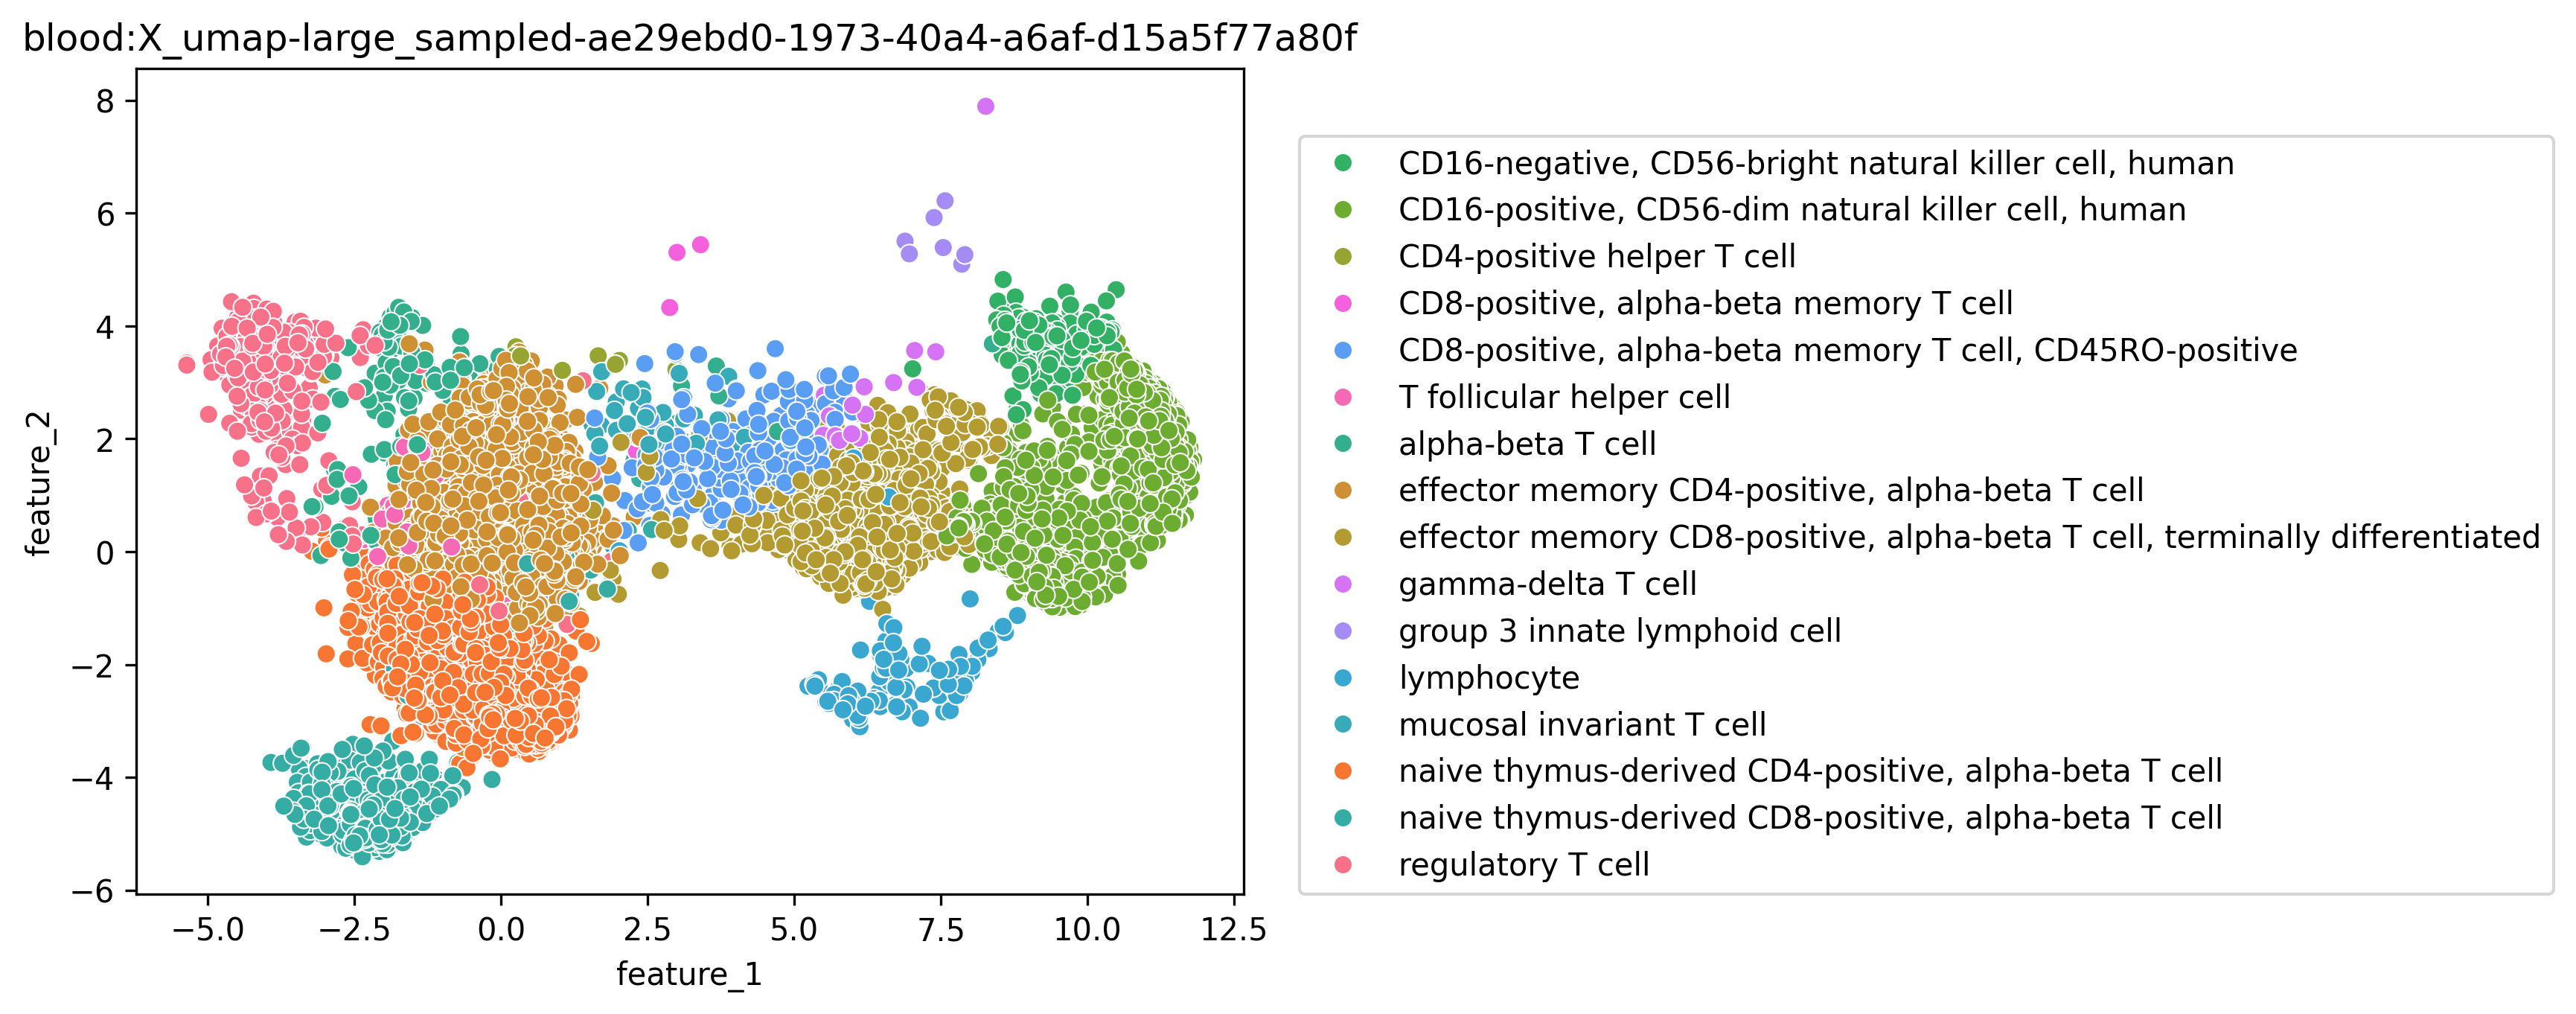 blood:X_umap-large_sampled-ae29ebd0-1973-40a4-a6af-d15a5f77a80f
8
6
4
2
0
−2
−4
−6
feature_2
−5.0
−2.5
0.0
2.5
5.0
7.5
10.0
12.5
feature_1
CD16-negative, CD56-bright natural killer cell, human
CD16-positive, CD56-dim natural killer cell, human
CD4-positive helper T cell
CD8-positive, alpha-beta memory T cell
CD8-positive, alpha-beta memory T cell, CD45RO-positive
T follicular helper cell
alpha-beta T cell
effector memory CD4-positive, alpha-beta T cell
effector memory CD8-positive, alpha-beta T cell, terminally differentiated
gamma-delta T cell
group 3 innate lymphoid cell
lymphocyte
mucosal invariant T cell
naive thymus-derived CD4-positive, alpha-beta T cell
naive thymus-derived CD8-positive, alpha-beta T cell
regulatory T cell